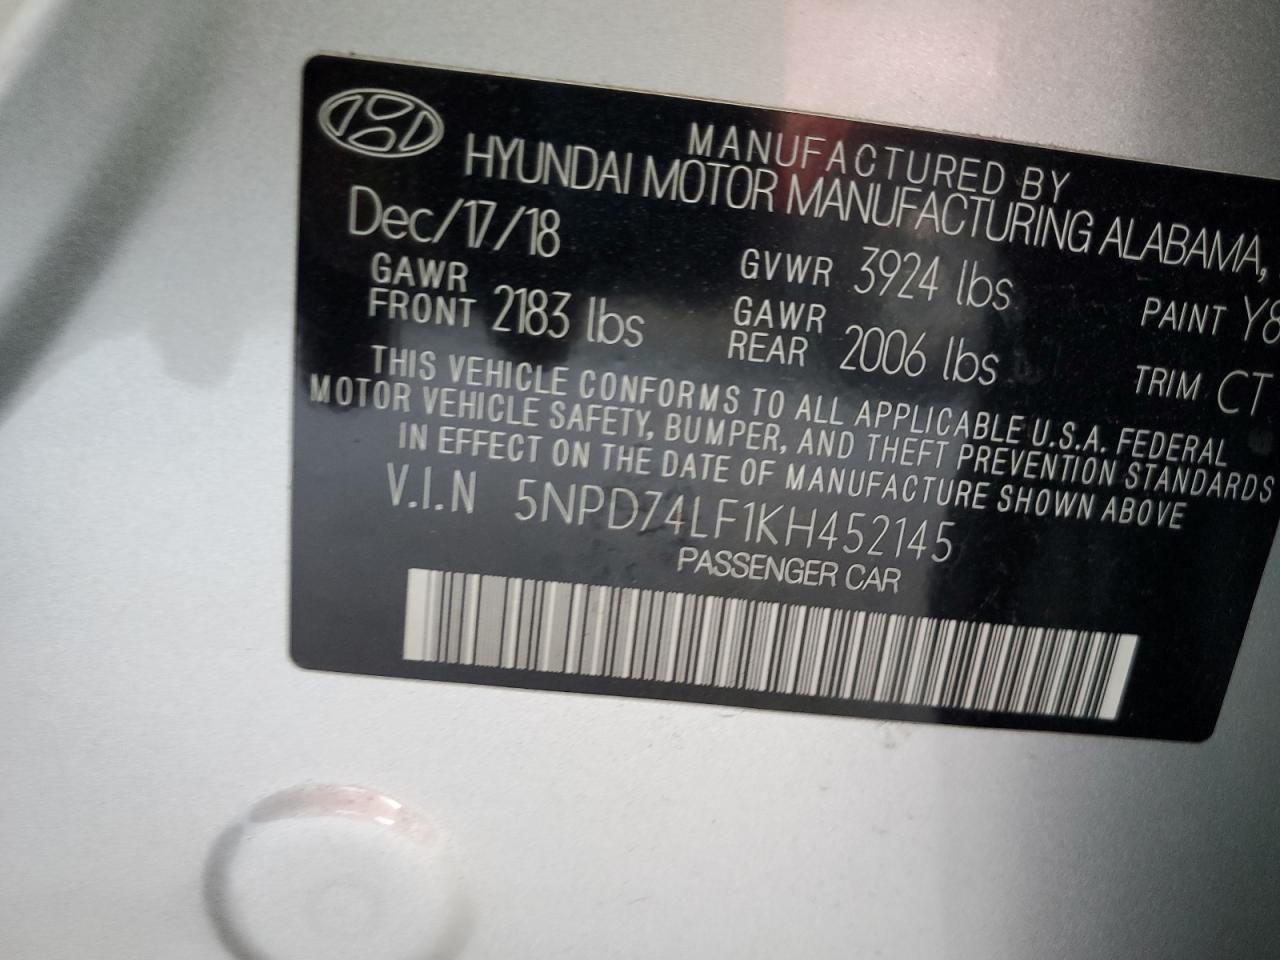 MANUFACTURED BY
HYUNDAI MOTOR MANUFACTURING ALABAMA,
Dec/17/18
GAWR FRONT 2183 lbs
GVWR 3924 lbs
GAWR REAR 2006 lbs
PAINT Y8
TRIM CT
THIS VEHICLE CONFORMS TO ALL APPLICABLE U.S.A. FEDERAL
MOTOR VEHICLE SAFETY, BUMPER, AND THEFT PREVENTION STANDARDS
IN EFFECT ON THE DATE OF MANUFACTURE SHOWN ABOVE
V.I.N 5NPD74LF1KH452145
PASSENGER CAR